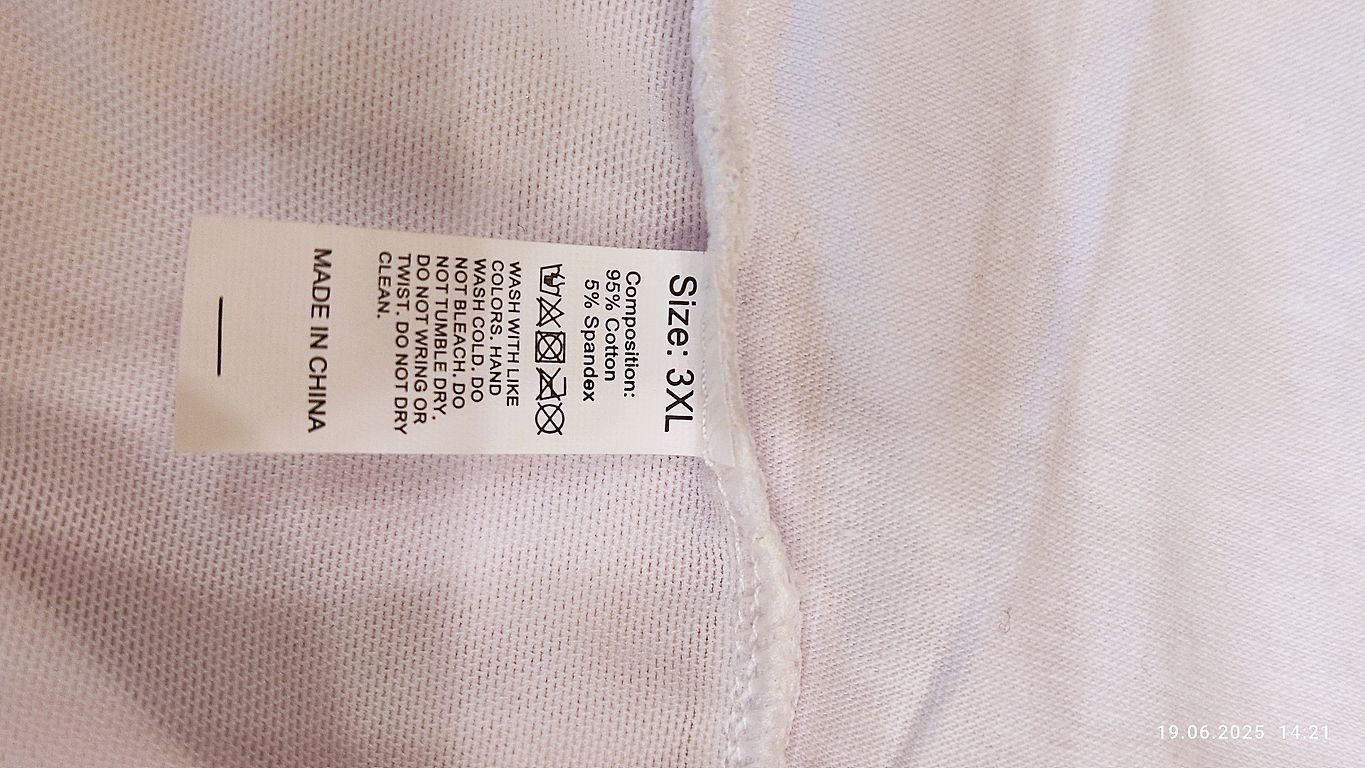 Size: 3XL
Composition:
95% Cotton
5% Spandex
WASH WITH LIKE
COLORS. HAND
WASH COLD. DO
NOT BLEACH. DO
NOT TUMBLE DRY.
DO NOT WRING OR
TWIST. DO NOT DRY
CLEAN.
MADE IN CHINA
19.06.2025 14:21